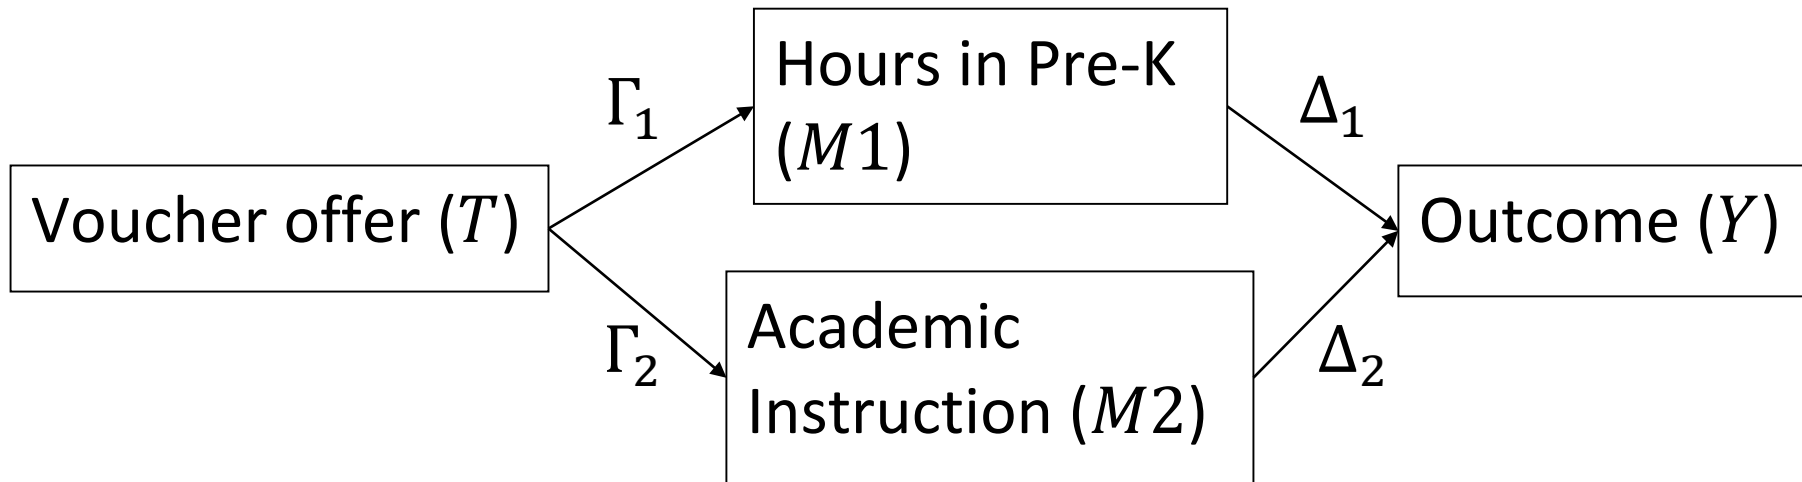 Hours in Pre-K
(𝑀1)
Γ₁
Δ₁
Voucher offer (𝑇)
Outcome (𝑌)
Γ₂
Δ₂
Academic
Instruction (𝑀2)